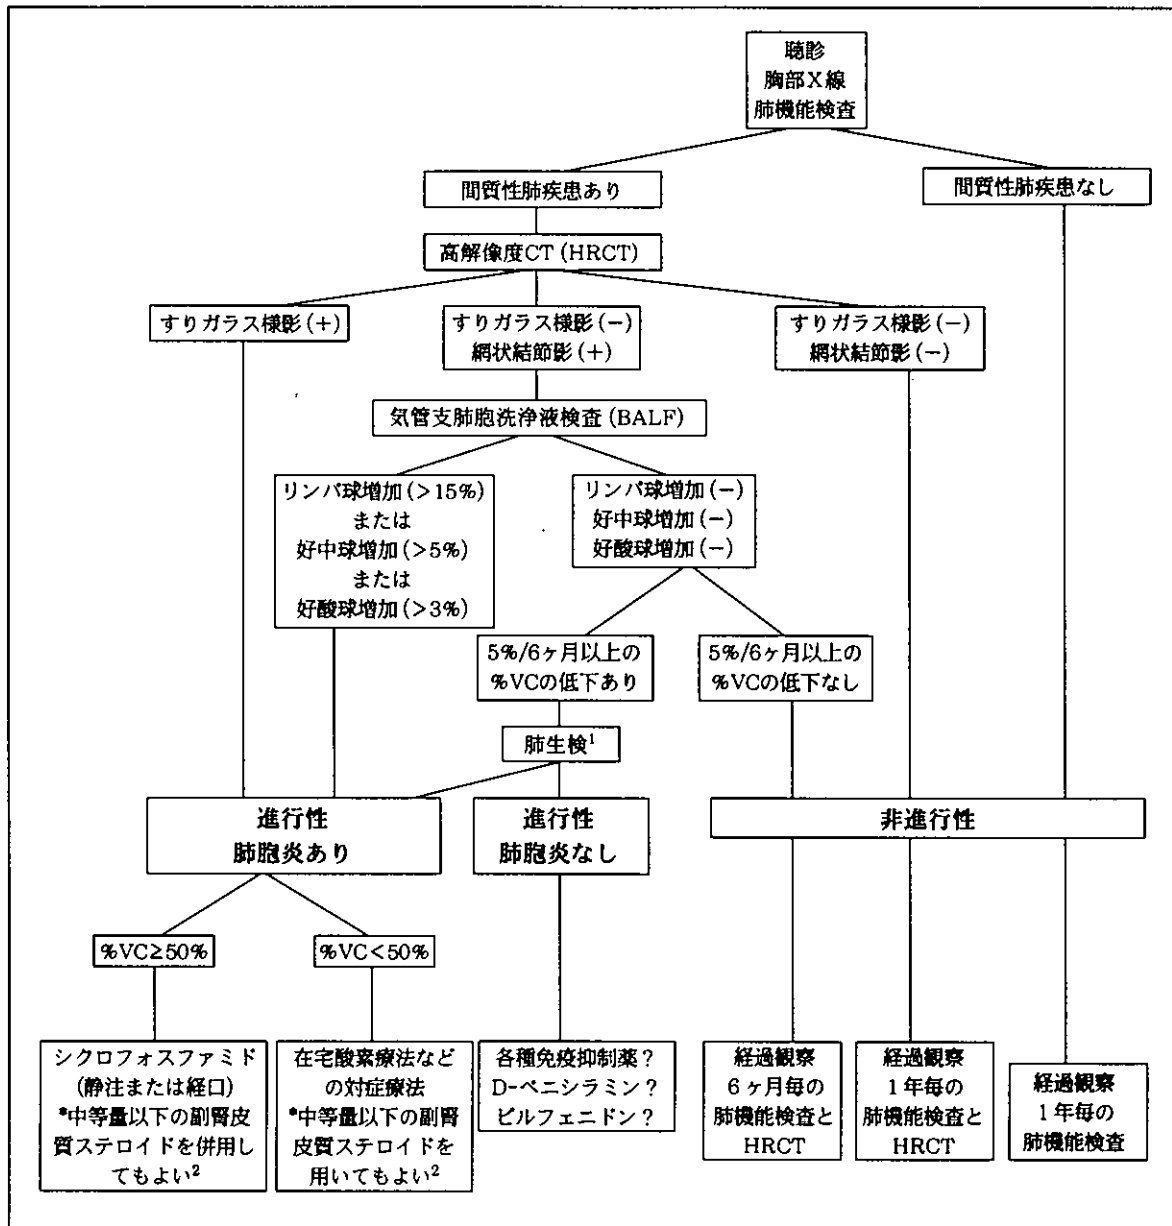 聴診
胸部X線
肺機能検査
間質性肺疾患あり
間質性肺疾患なし
高解像度CT (HRCT)
すりガラス様影 (+)
すりガラス様影 (−)
網状結節影 (+)
すりガラス様影 (−)
網状結節影 (−)
気管支肺胞洗浄液検査 (BALF)
リンパ球増加 (>15%)
または
好中球増加 (>5%)
または
好酸球増加 (>3%)
リンパ球増加 (−)
好中球増加 (−)
好酸球増加 (−)
5%/6ヶ月以上の
%VCの低下あり
5%/6ヶ月以上の
%VCの低下なし
肺生検¹
進行性
肺胞炎あり
進行性
肺胞炎なし
非進行性
%VC≥50%
%VC<50%
シクロフォスファミド
(静注または経口)
*中等量以下の副腎皮
質ステロイドを併用し
てもよい²
在宅酸素療法など
の対症療法
*中等量以下の副腎
皮質ステロイドを
用いてもよい²
各種免疫抑制薬？
D-ペニシラミン？
ピルフェニドン？
経過観察
6ヶ月毎の
肺機能検査と
HRCT
経過観察
1年毎の
肺機能検査と
HRCT
経過観察
1年毎の
肺機能検査